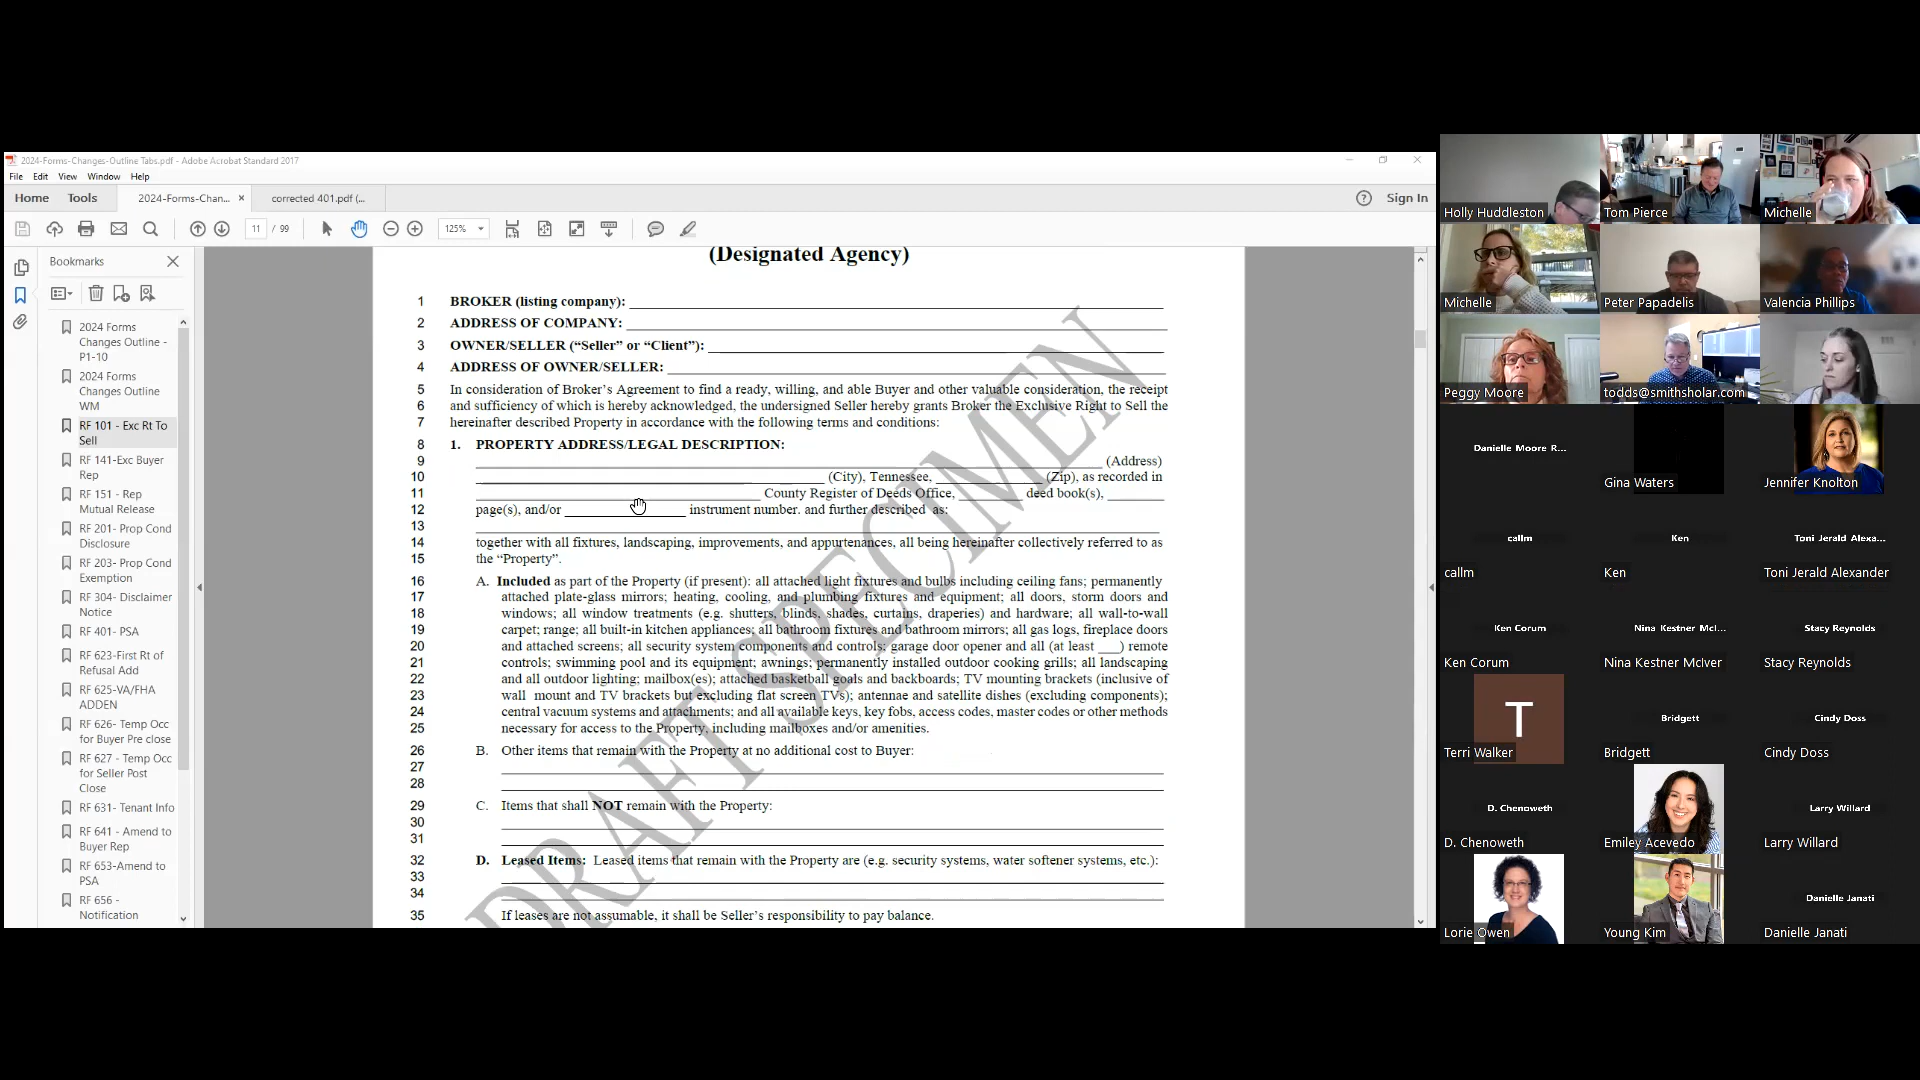 2024-Forms-Changes-Outline Tabs.pdf - Adobe Acrobat Standard 2017
File Edit View Window Help
Home Tools 2024-Forms-Chan... × corrected 401.pdf (... Sign In
11 / 99 125%
Bookmarks
2024 Forms
Changes Outline -
P1-10
2024 Forms
Changes Outline
WM
RF 101 - Exc Rt To
Sell
RF 141-Exc Buyer
Rep
RF 151 - Rep
Mutual Release
RF 201- Prop Cond
Disclosure
RF 203- Prop Cond
Exemption
RF 304- Disclaimer
Notice
RF 401- PSA
RF 623-First Rt of
Refusal Add
RF 625-VA/FHA
ADDEN
RF 626- Temp Occ
for Buyer Pre close
RF 627 - Temp Occ
for Seller Post
Close
RF 631- Tenant Info
RF 641 - Amend to
Buyer Rep
RF 653-Amend to
PSA
RF 656 -
Notification
(Designated Agency)
1 BROKER (listing company):
2 ADDRESS OF COMPANY:
3 OWNER/SELLER (“Seller” or “Client”):
4 ADDRESS OF OWNER/SELLER:
5 In consideration of Broker’s Agreement to find a ready, willing, and able Buyer and other valuable consideration, the receipt
6 and sufficiency of which is hereby acknowledged, the undersigned Seller hereby grants Broker the Exclusive Right to Sell the
7 hereinafter described Property in accordance with the following terms and conditions:
8 1. PROPERTY ADDRESS/LEGAL DESCRIPTION:
9 (Address)
10 (City), Tennessee, (Zip), as recorded in
11 County Register of Deeds Office, deed book(s),
12 page(s), and/or instrument number. and further described as:
13
14 together with all fixtures, landscaping, improvements, and appurtenances, all being hereinafter collectively referred to as
15 the “Property”.
16 A. Included as part of the Property (if present): all attached light fixtures and bulbs including ceiling fans; permanently
17 attached plate-glass mirrors; heating, cooling, and plumbing fixtures and equipment; all doors, storm doors and
18 windows; all window treatments (e.g. shutters, blinds, shades, curtains, draperies) and hardware; all wall-to-wall
19 carpet; range; all built-in kitchen appliances; all bathroom fixtures and bathroom mirrors; all gas logs, fireplace doors
20 and attached screens; all security system components and controls; garage door opener and all (at least ___) remote
21 controls; swimming pool and its equipment; awnings; permanently installed outdoor cooking grills; all landscaping
22 and all outdoor lighting; mailbox(es); attached basketball goals and backboards; TV mounting brackets (inclusive of
23 wall mount and TV brackets but excluding flat screen TVs); antennae and satellite dishes (excluding components);
24 central vacuum systems and attachments; and all available keys, key fobs, access codes, master codes or other methods
25 necessary for access to the Property, including mailboxes and/or amenities.
26 B. Other items that remain with the Property at no additional cost to Buyer:
27
28
29 C. Items that shall NOT remain with the Property:
30
31
32 D. Leased Items: Leased items that remain with the Property are (e.g. security systems, water softener systems, etc.):
33
34
35 If leases are not assumable, it shall be Seller’s responsibility to pay balance.
DRAFT SPECIMEN
Holly Huddleston Tom Pierce Michelle
Michelle Peter Papadelis Valencia Phillips
Peggy Moore todds@smithsholar.com
Danielle Moore R...
Gina Waters Jennifer Knolton
callm Ken Toni Jerald Alexa...
callm Ken Toni Jerald Alexander
Ken Corum Nina Kestner McI... Stacy Reynolds
Ken Corum Nina Kestner McIver Stacy Reynolds
T Bridgett Cindy Doss
Terri Walker Bridgett Cindy Doss
D. Chenoweth Larry Willard
D. Chenoweth Emiley Acevedo Larry Willard
Danielle Janati
Lorie Owen Young Kim Danielle Janati